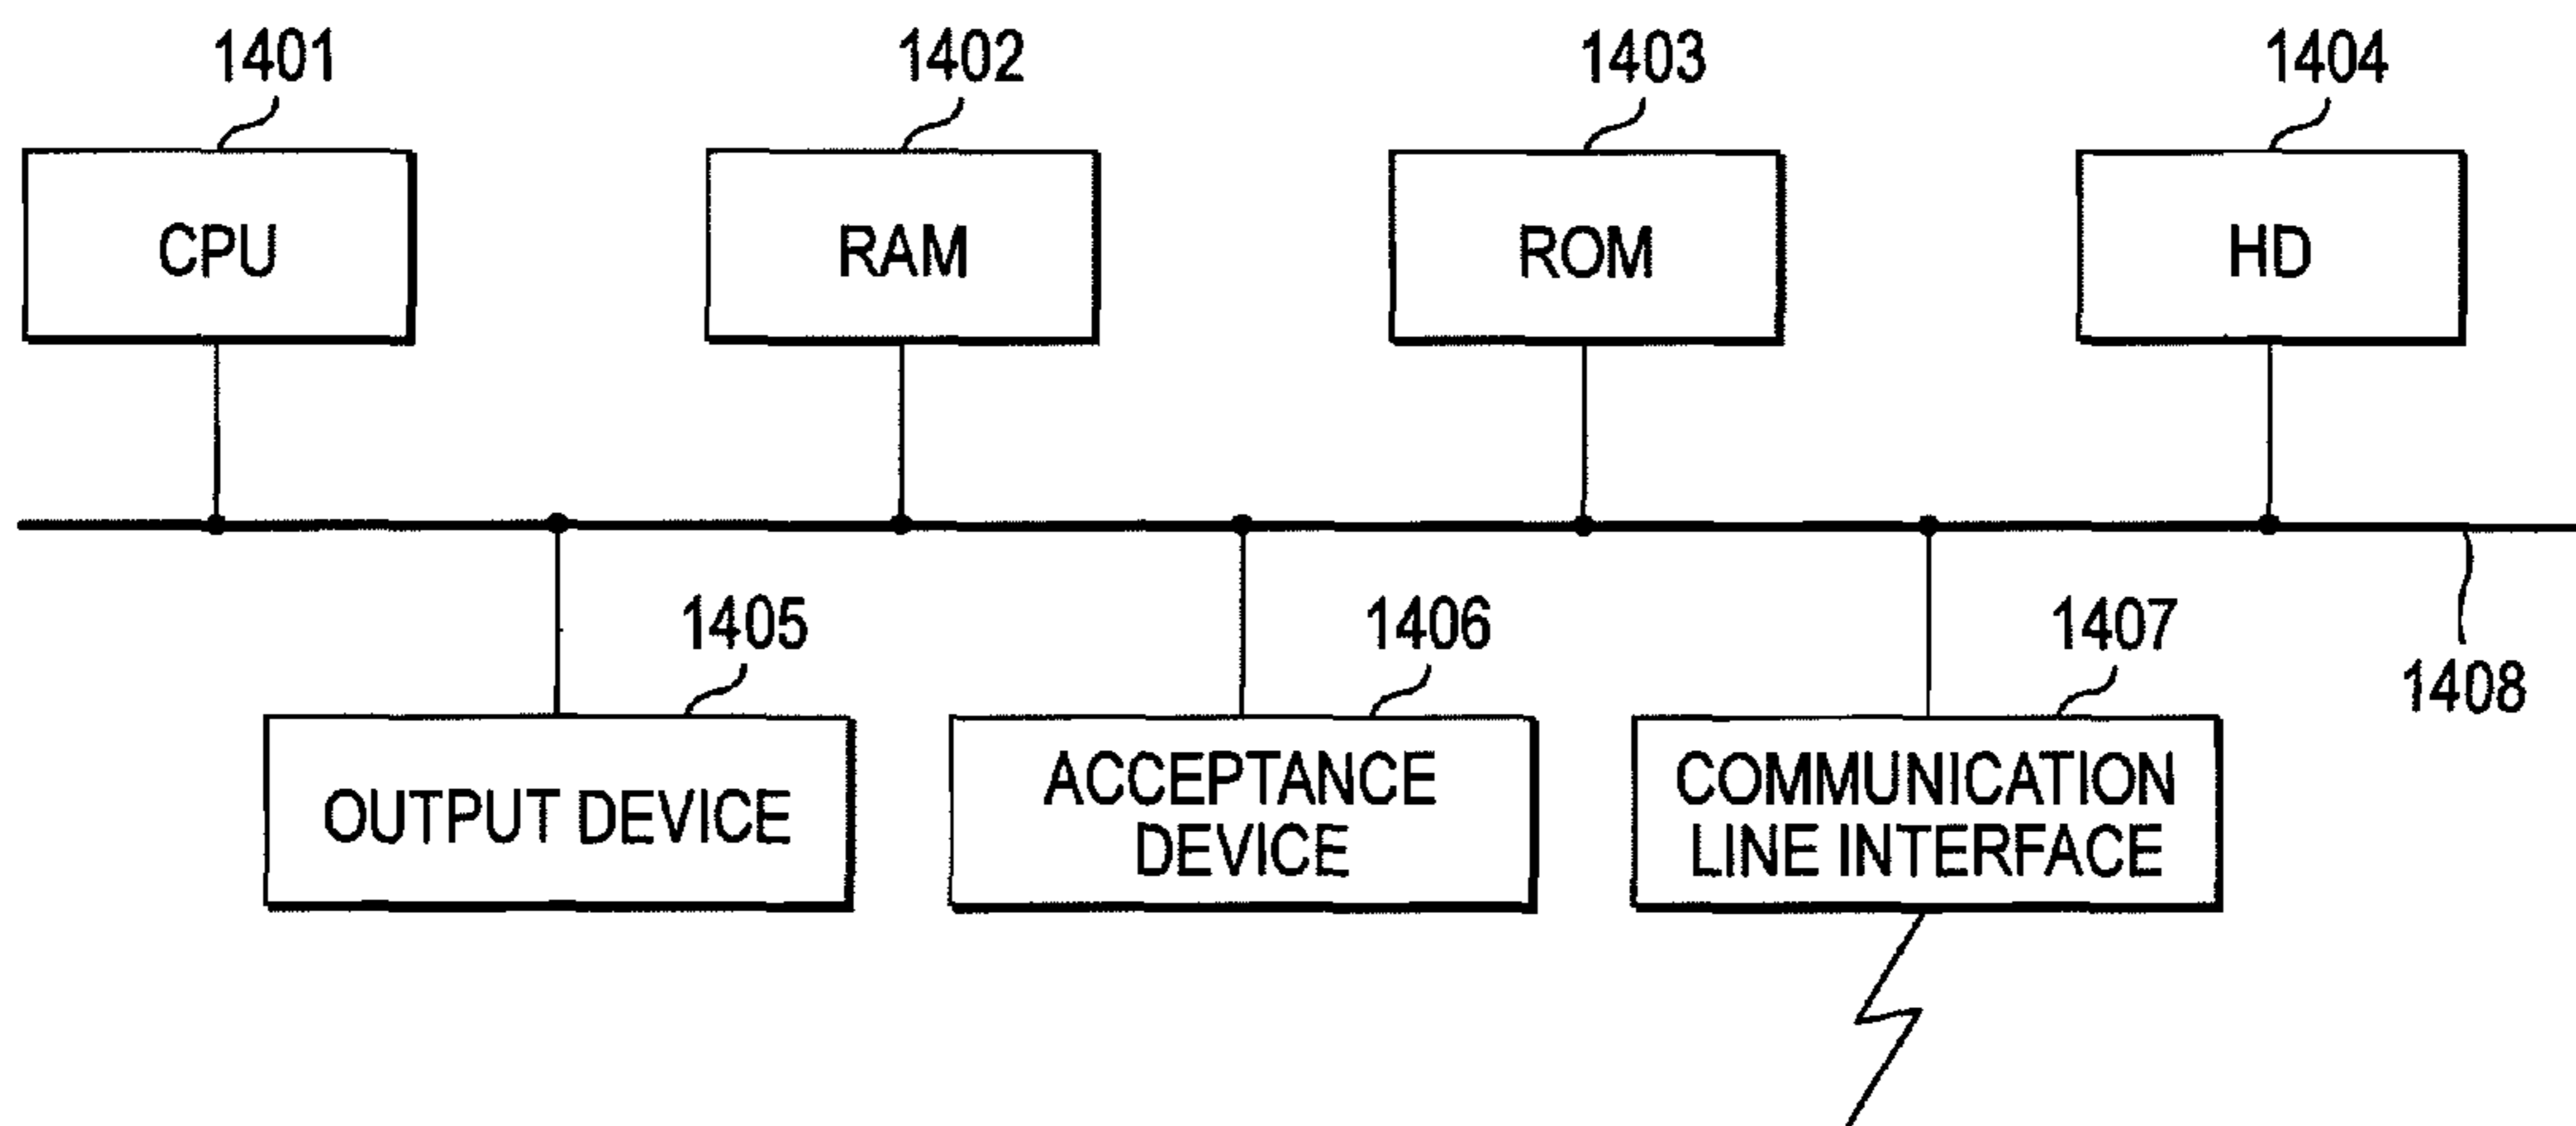 1401
1402
1403
1404
CPU
RAM
ROM
HD
1405
1406
1407
1408
OUTPUT DEVICE
ACCEPTANCE
DEVICE
COMMUNICATION
LINE INTERFACE